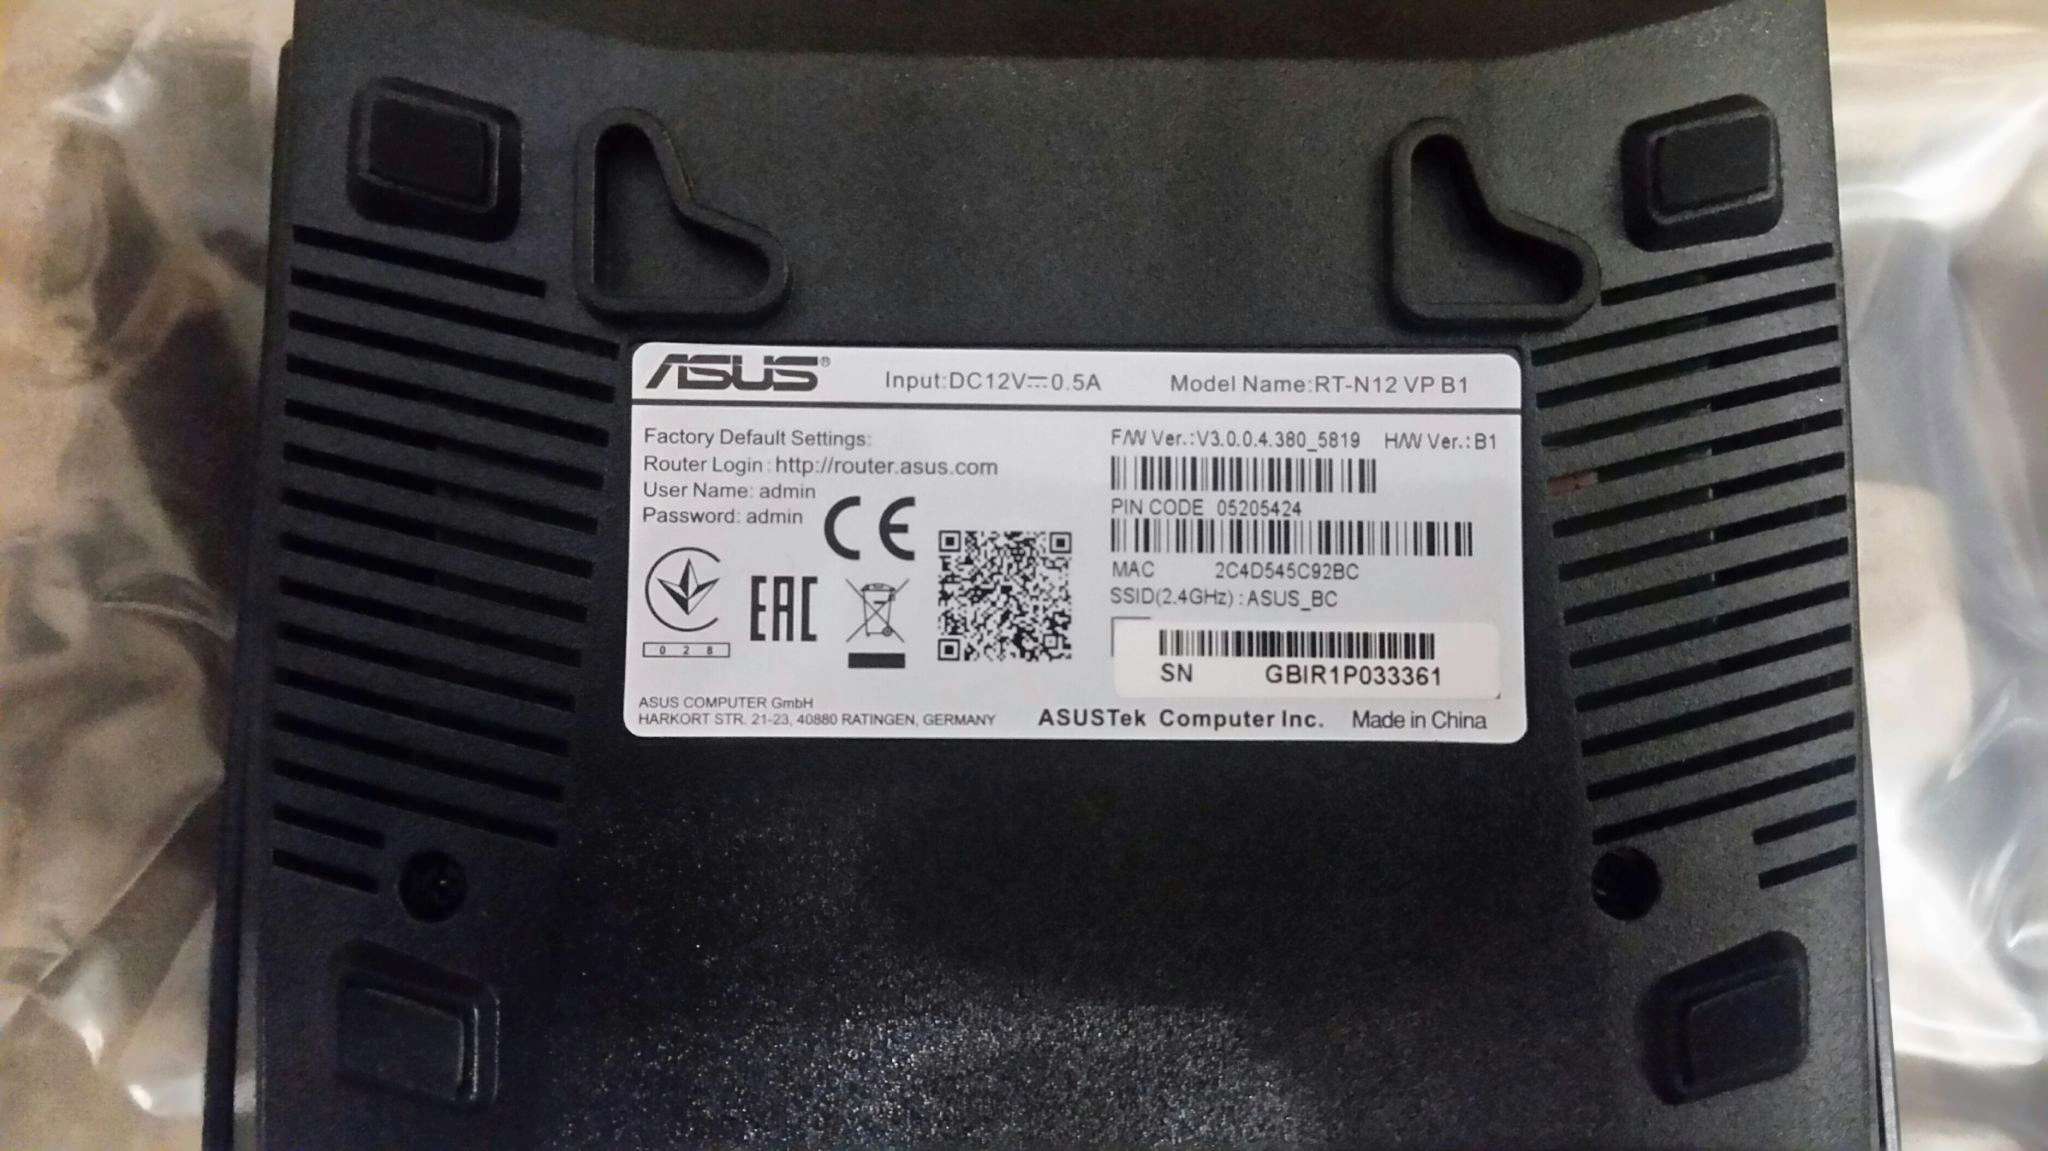 ASUS® Input:DC12V⎓0.5A Model Name:RT-N12 VP B1
Factory Default Settings:
Router Login : http://router.asus.com
User Name: admin
Password: admin
CE
EAC
0 2 8
F/W Ver.:V3.0.0.4.380_5819 H/W Ver.:B1
PIN CODE 05205424
MAC 2C4D545C92BC
SSID(2.4GHz) : ASUS_BC
SN GBIR1P033361
ASUS COMPUTER GmbH
HARKORT STR. 21-23, 40880 RATINGEN, GERMANY
ASUSTek Computer Inc. Made in China